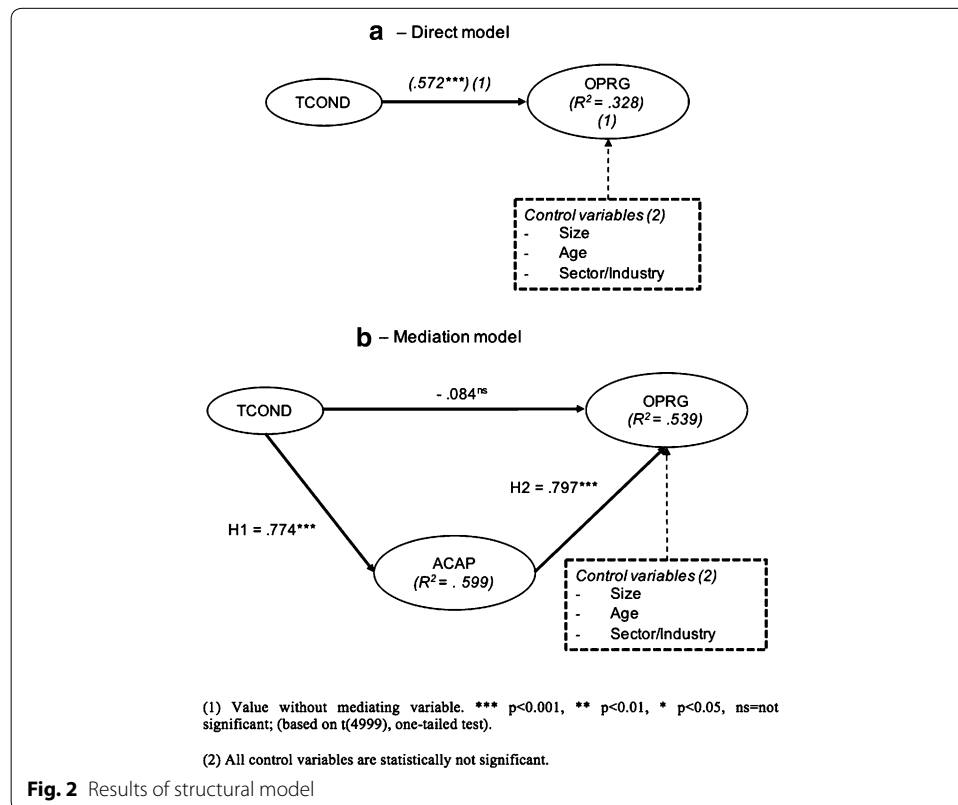 a – Direct model
(.572***) (1)
TCOND
OPRG
(R² = .328)
(1)
Control variables (2)
- Size
- Age
- Sector/Industry
b – Mediation model
- .084ns
TCOND
OPRG
(R² = .539)
H2 = .797***
H1 = .774***
ACAP
(R² = . 599)
Control variables (2)
- Size
- Age
- Sector/Industry
(1) Value without mediating variable. *** p<0.001, ** p<0.01, * p<0.05, ns=not
significant; (based on t(4999), one-tailed test).
(2) All control variables are statistically not significant.
Fig. 2 Results of structural model